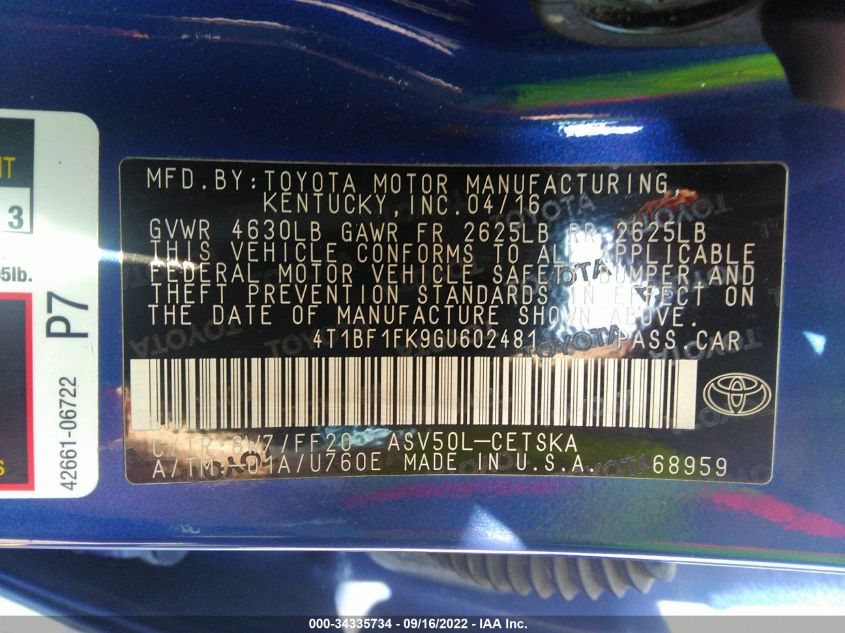 NT
3
5lb.
P7
42661-06722
S
MFD.BY:TOYOTA MOTOR MANUFACTURING,
KENTUCKY,INC.04/16
GVWR 4630LB GAWR FR 2625LB RR 2625LB
THIS VEHICLE CONFORMS TO ALL APPLICABLE
FEDERAL MOTOR VEHICLE SAFETY, BUMPER AND
THEFT PREVENTION STANDARDS IN EFFECT ON
THE DATE OF MANUFACTURE SHOWN ABOVE.
4T1BF1FK9GU602481 PASS.CAR
C/TR:8W7/FF20 ASV50L-CETSKA
A/TM:-01A/U760E MADE IN U.S.A. 68959
000-34335734 - 09/16/2022 - IAA Inc.